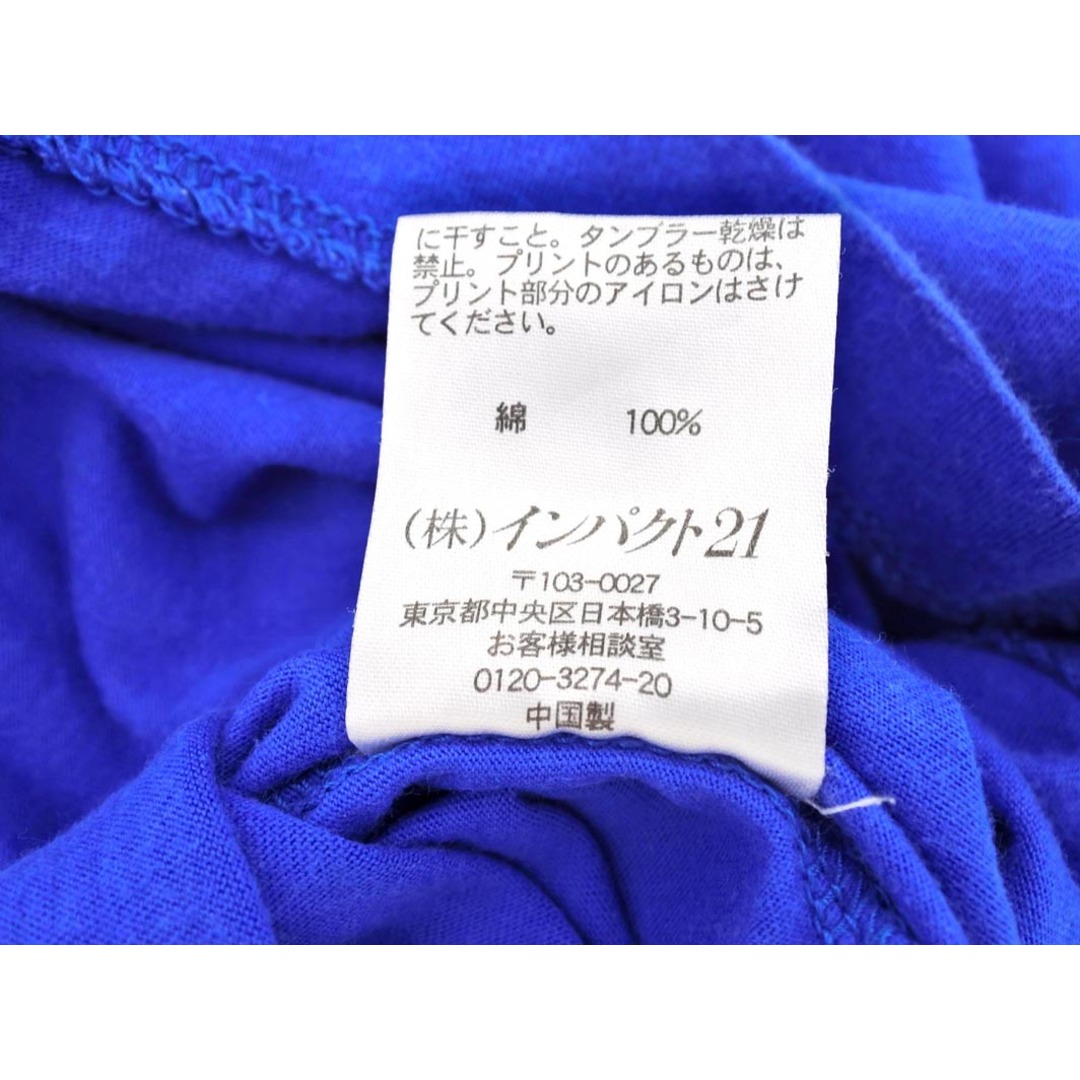 に干すこと。タンブラー乾燥は
禁止。プリントのあるものは、
プリント部分のアイロンはさけ
てください。
綿 100%
(株)インパクト21
〒103-0027
東京都中央区日本橋3-10-5
お客様相談室
0120-3274-20
中国製